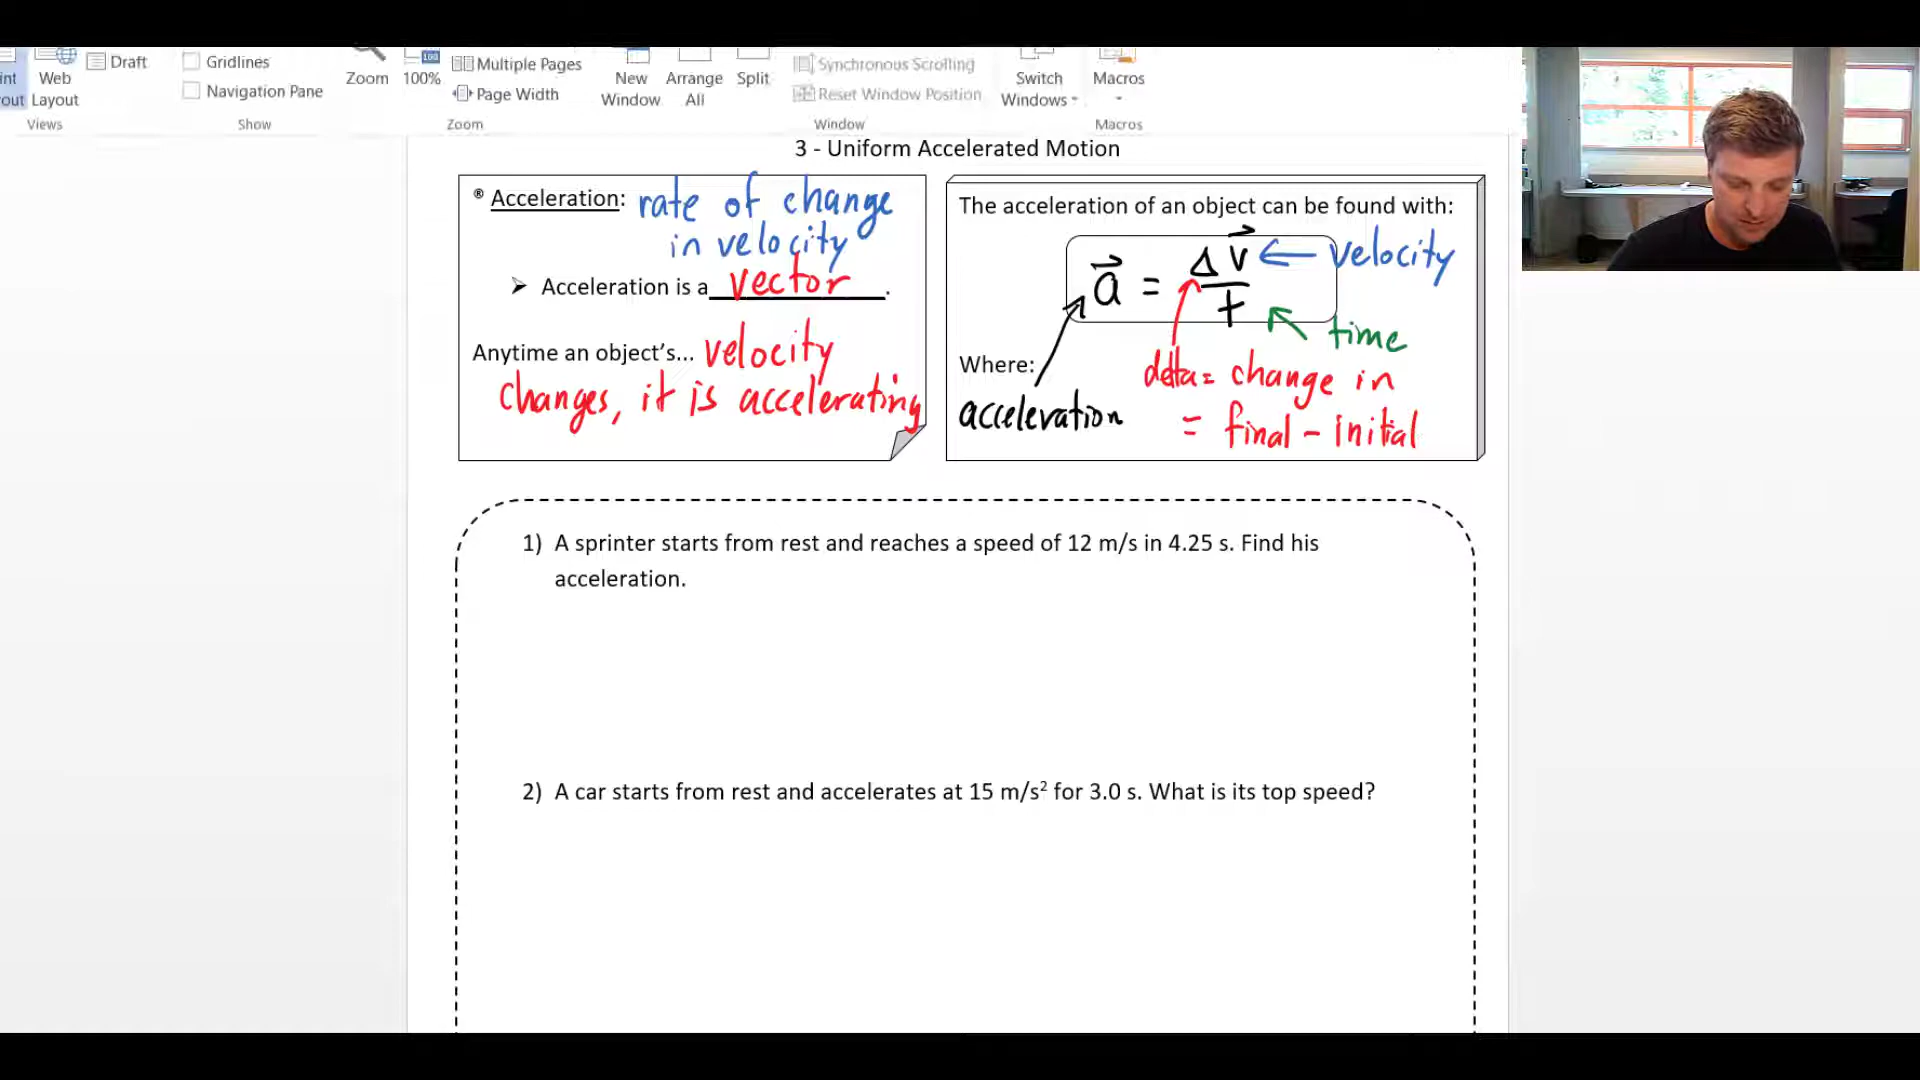 Draft
Gridlines
Multiple Pages
Synchronous Scrolling
Web Layout
Navigation Pane
Zoom
100%
Page Width
New Window
Arrange All
Split
Reset Window Position
Switch Windows
Macros
Views
Show
Zoom
Window
Macros
3 - Uniform Accelerated Motion
® Acceleration: rate of change
in velocity
➤ Acceleration is a vector.
Anytime an object's... velocity
changes, it is accelerating
The acceleration of an object can be found with:
a = Δv / t ← velocity
time
Where:
acceleration
delta = change in
= final - initial
1) A sprinter starts from rest and reaches a speed of 12 m/s in 4.25 s. Find his
acceleration.
2) A car starts from rest and accelerates at 15 m/s² for 3.0 s. What is its top speed?